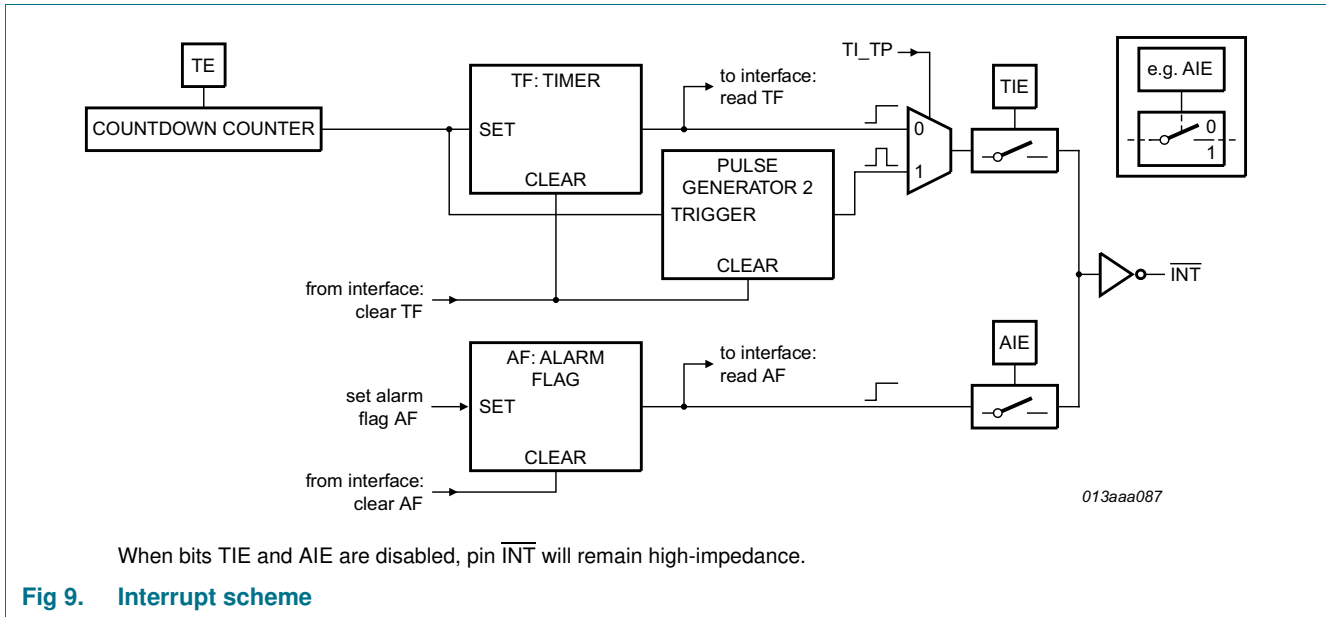 TE
COUNTDOWN COUNTER
TF: TIMER
SET
CLEAR
to interface:
read TF
TI_TP
0
1
TIE
e.g. AIE
0
1
PULSE
GENERATOR 2
TRIGGER
CLEAR
from interface:
clear TF
INT
AF: ALARM
FLAG
SET
CLEAR
to interface:
read AF
AIE
set alarm
flag AF
from interface:
clear AF
013aaa087
When bits TIE and AIE are disabled, pin INT will remain high-impedance.
Fig 9. Interrupt scheme